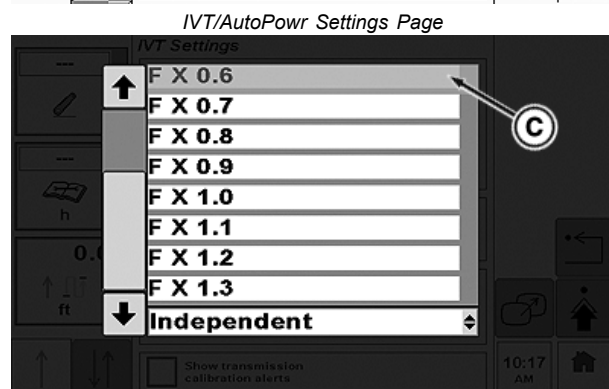 IVT/AutoPowr Settings Page
IVT Settings
---
F X 0.6
C
F X 0.7
F X 0.8
---
F X 0.9
h
F X 1.0
F X 1.1
0.
F X 1.2
ft
F X 1.3
Independent
Show transmission
calibration alerts
10:17
AM